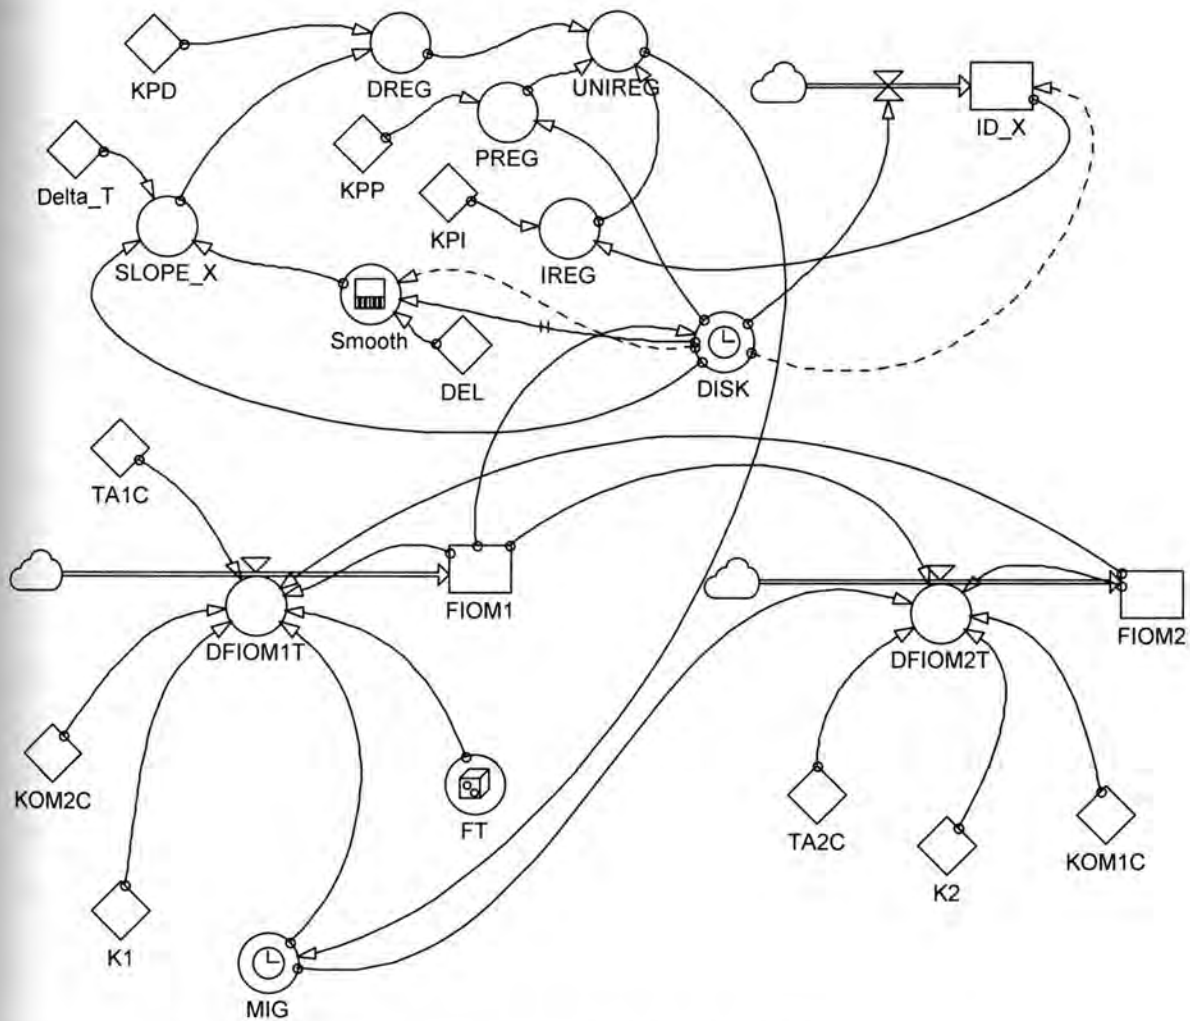 KPD
DREG
UNIREG
ID_X
PREG
KPP
Delta_T
KPI
SLOPE_X
IREG
Smooth
DEL
DISK
TA1C
FIOM1
FIOM2
DFIOM1T
DFIOM2T
KOM2C
FT
TA2C
KOM1C
K2
K1
MIG